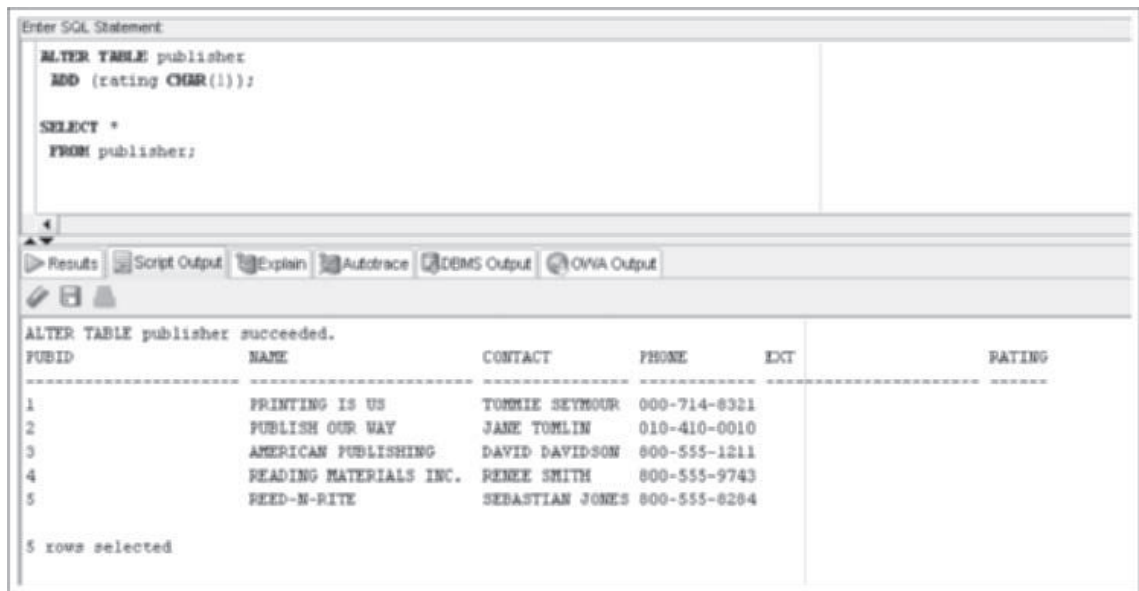 Enter SQL Statement:
ALTER TABLE publisher
ADD (rating CHAR(1));
SELECT *
FROM publisher;
Results Script Output Explain Autotrace DBMS Output OWA Output
ALTER TABLE publisher succeeded.
PUBID NAME CONTACT PHONE EXT RATING
---------------------- ----------------------- --------------- ------------ ---------------------- ------
1 PRINTING IS US TOMMIE SEYMOUR 000-714-8321
2 PUBLISH OUR WAY JANE TOMLIN 010-410-0010
3 AMERICAN PUBLISHING DAVID DAVIDSON 800-555-1211
4 READING MATERIALS INC. RENEE SMITH 800-555-9743
5 REED-N-RITE SEBASTIAN JONES 800-555-8284
5 rows selected